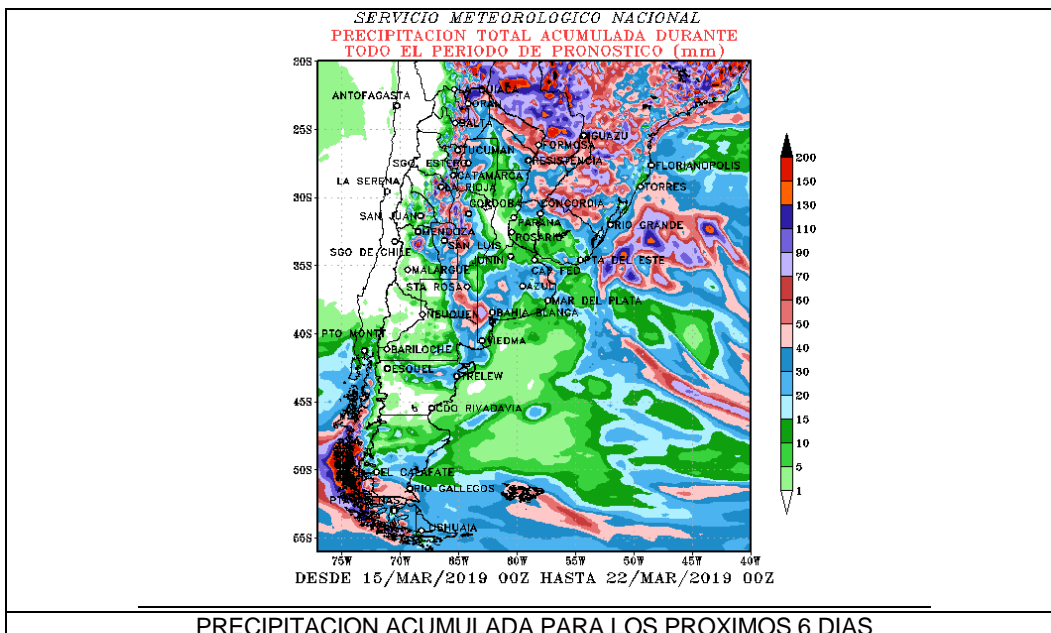 SERVICIO METEOROLOGICO NACIONAL
PRECIPITACION TOTAL ACUMULADA DURANTE
TODO EL PERIODO DE PRONOSTICO (mm)
20S
ANTOFAGASTA
LA QUIACA
ORAN
SALTA
25S
IGUAZU
FORMOSA
TUCUMAN
SGO. ESTERO
RESISTENCIA
FLORIANOPOLIS
CATAMARCA
LA SERENA
LA RIOJA
TORRES
30S
CORDOBA
CONCORDIA
SAN JUAN
PARANA
RIO GRANDE
MENDOZA
ROSARIO
SAN LUIS
SGO DE CHILE
JUNIN
PTA DEL ESTE
35S
MALARGUE
CAP FED
STA ROSA
AZUL
MAR DEL PLATA
NEUQUEN
BAHIA BLANCA
40S
PTO MONTT
VIEDMA
BARILOCHE
ESQUEL
TRELEW
45S
CDO RIVADAVIA
50S
EL CALAFATE
RIO GALLEGOS
USHUAIA
55S
75W
70W
65W
60W
55W
50W
45W
40W
200
150
130
110
90
70
60
50
40
30
20
15
10
5
1
DESDE 15/MAR/2019 00Z HASTA 22/MAR/2019 00Z
PRECIPITACION ACUMULADA PARA LOS PROXIMOS 6 DIAS